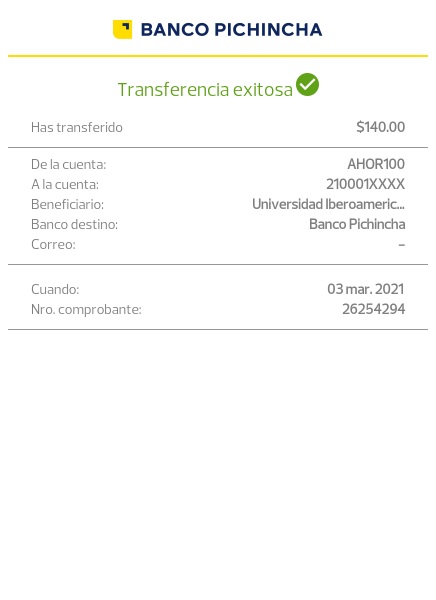 BANCO PICHINCHA
Transferencia exitosa
Has transferido $140.00
De la cuenta: AHOR100
A la cuenta: 210001XXXX
Beneficiario: Universidad Iberoameric...
Banco destino: Banco Pichincha
Correo: –
Cuando: 03 mar. 2021
Nro. comprobante: 26254294